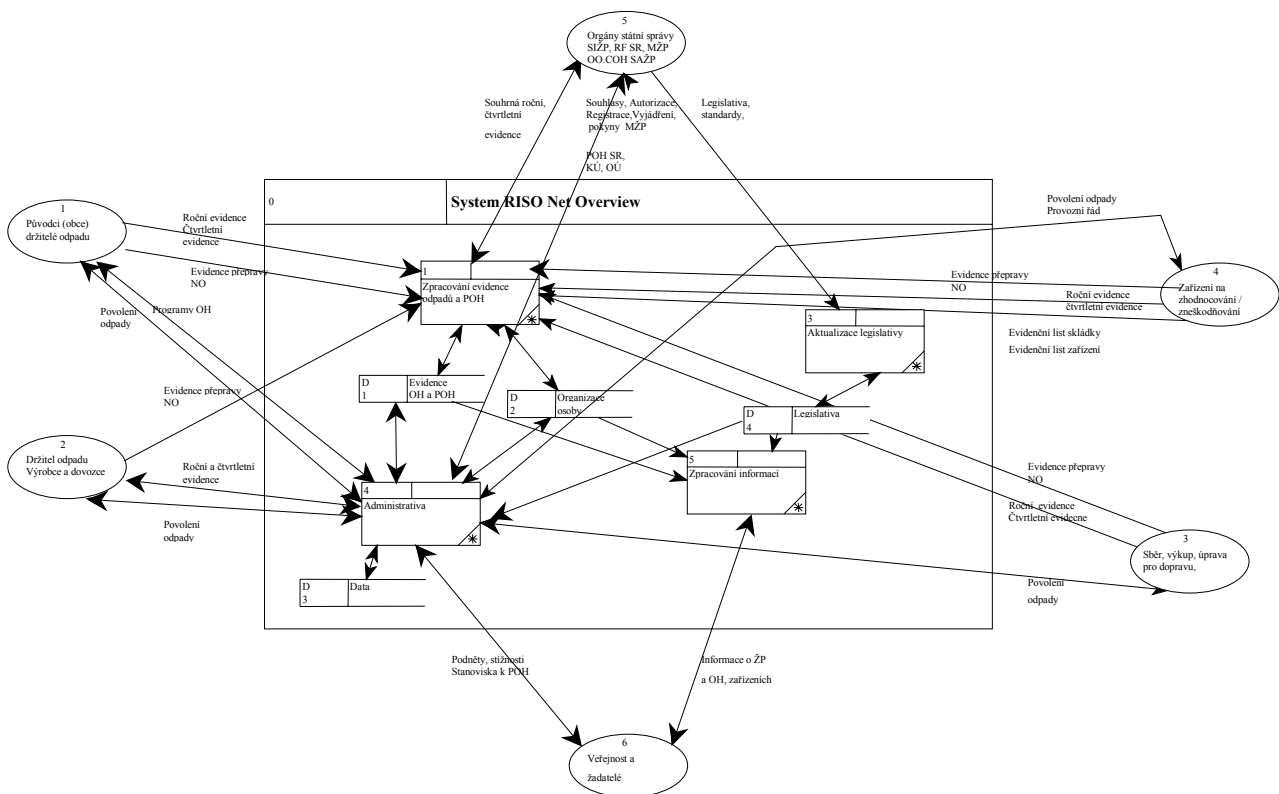 5
Orgány státní správy
SIŽP, RF SR, MŽP
OO.COH SAŽP
Souhrná roční,
čtvrtletní
evidence
Souhlasy, Autorizace,
Registrace,Vyjádření,
pokyny MŽP
POH SR,
KÚ, OÚ
Legislativa,
standardy,
0
System RISO Net Overview
1
Původci (obce)
držitelé odpadu
Roční evidence
Čtvrtletní
evidence
Evidence přepravy
NO
Povolení
odpady
Programy OH
Povolení odpady
Provozní řád
4
Zařízení na
zhodnocování /
zneškodňování
Evidence přepravy
NO
Roční evidence
čtvrtletní evidence
Evidenční list skládky
Evidenční list zařízení
1
Zpracování evidence
odpadů a POH
*
3
Aktualizace legislativy
*
D
1
Evidence
OH a POH
D
2
Organizace
osoby
D
4
Legislativa
Evidence přepravy
NO
2
Držitel odpadu
Výrobce a dovozce
Roční a čtvrtletní
evidence
Povolení
odpady
5
Zpracování informací
*
4
Administrativa
*
D
3
Data
Evidence přepravy
NO
Roční evidence
Čtvrtletní evidecne
3
Sběr, výkup, úprava
pro dopravu,
Povolení
odpady
Podněty, stížnosti
Stanoviska k POH
Informace o ŽP
a OH, zařízeních
6
Veřejnost a
žadatelé